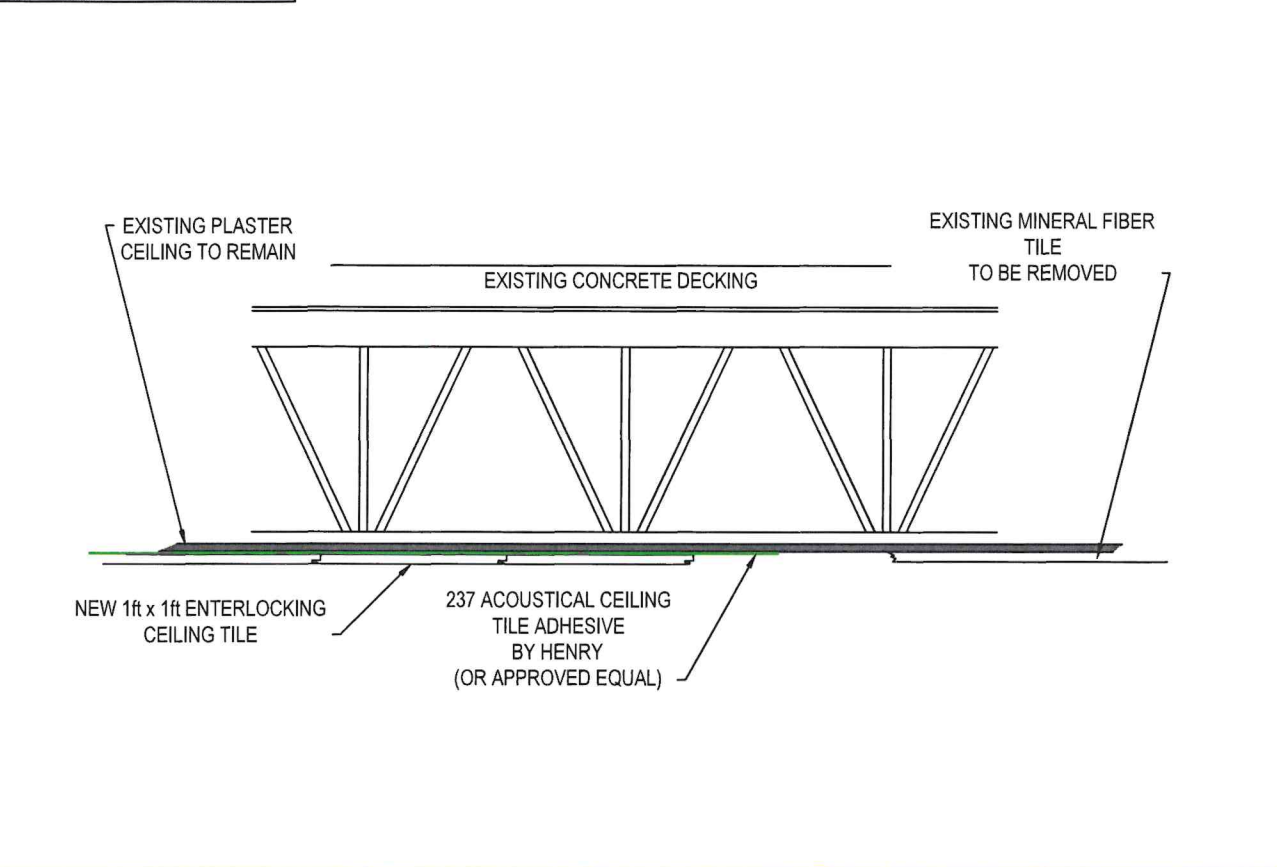 EXISTING PLASTER
CEILING TO REMAIN
EXISTING MINERAL FIBER
TILE
TO BE REMOVED
EXISTING CONCRETE DECKING
NEW 1ft x 1ft ENTERLOCKING
CEILING TILE
237 ACOUSTICAL CEILING
TILE ADHESIVE
BY HENRY
(OR APPROVED EQUAL)